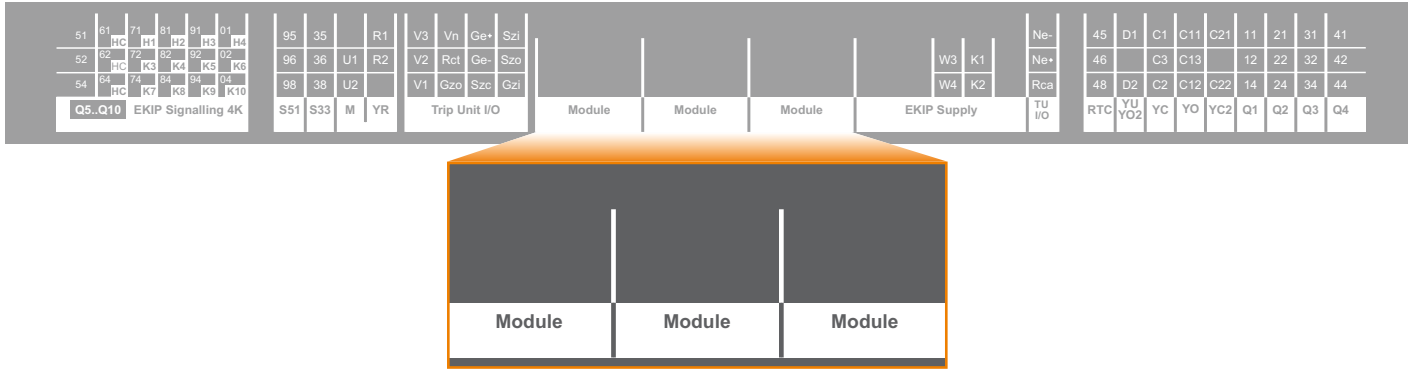 51 61 HC 71 H1 81 H2 91 H3 01 H4 95 35 R1 V3 Vn Ge+ Szi Ne- 45 D1 C1 C11 C21 11 21 31 41
52 62 HC 72 K3 82 K4 92 K5 02 K6 96 36 U1 R2 V2 Rct Ge- Szo W3 K1 Ne+ 46 C3 C13 12 22 32 42
54 64 HC 74 K7 84 K8 94 K9 04 K10 98 38 U2 V1 Gzo Szc Gzi W4 K2 Rca 48 D2 C2 C12 C22 14 24 34 44
Q5..Q10 EKIP Signalling 4K S51 S33 M YR Trip Unit I/O Module Module Module EKIP Supply TU I/O RTC YU YO2 YC YO YC2 Q1 Q2 Q3 Q4
Module Module Module